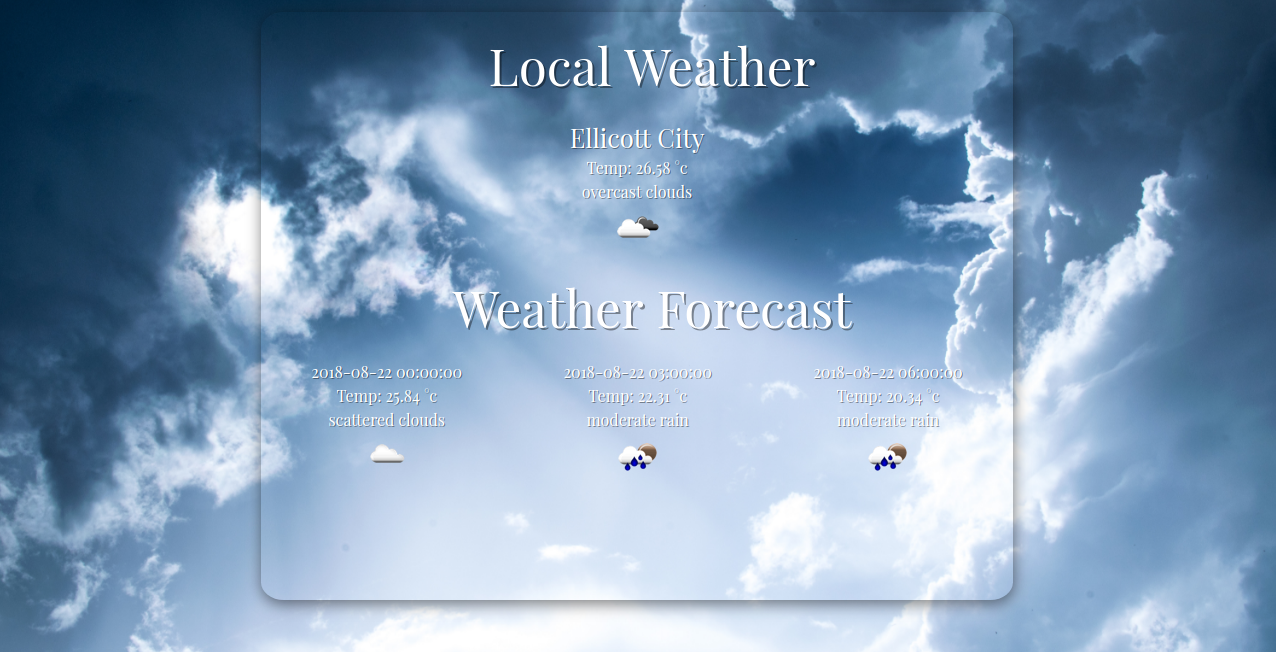 Local Weather
Ellicott City
Temp: 26.58 °c
overcast clouds
Weather Forecast
2018-08-22 00:00:00 2018-08-22 03:00:00 2018-08-22 06:00:00
Temp: 25.84 °c Temp: 22.31 °c Temp: 20.34 °c
scattered clouds moderate rain moderate rain